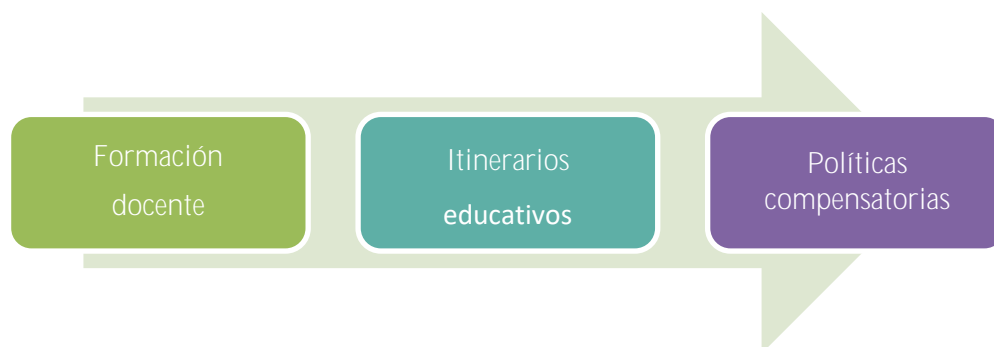 Formación
docente
Itinerarios
educativos
Políticas
compensatorias